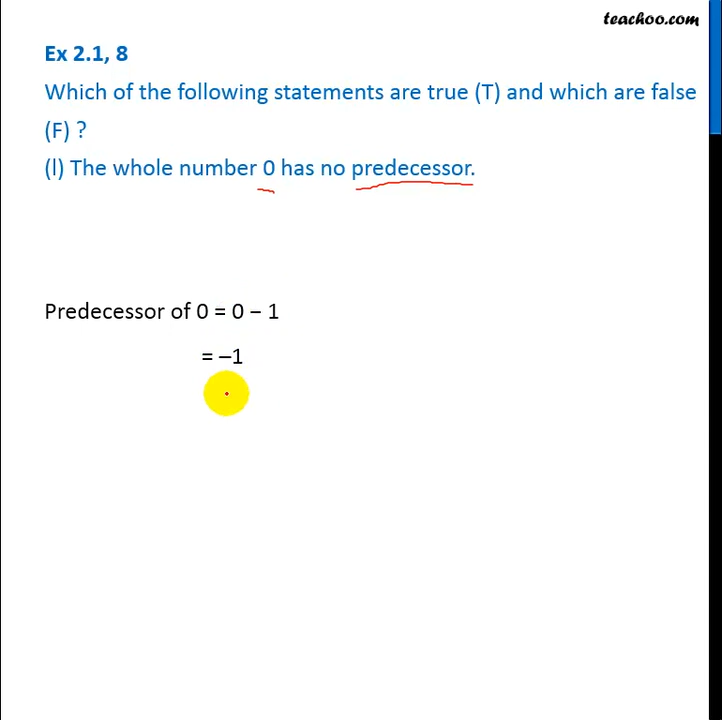 teachoo.com
Ex 2.1, 8
Which of the following statements are true (T) and which are false
(F) ?
(l) The whole number 0 has no predecessor.
Predecessor of 0 = 0 − 1
= –1